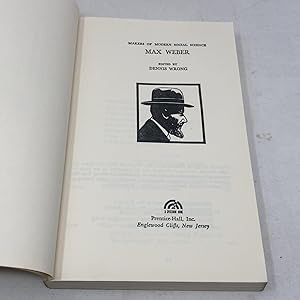 MAKERS OF MODERN SOCIAL SCIENCE
MAX WEBER
EDITED BY
DENNIS WRONG
A SPECTRUM BOOK
Prentice-Hall, Inc.
Englewood Cliffs, New Jersey